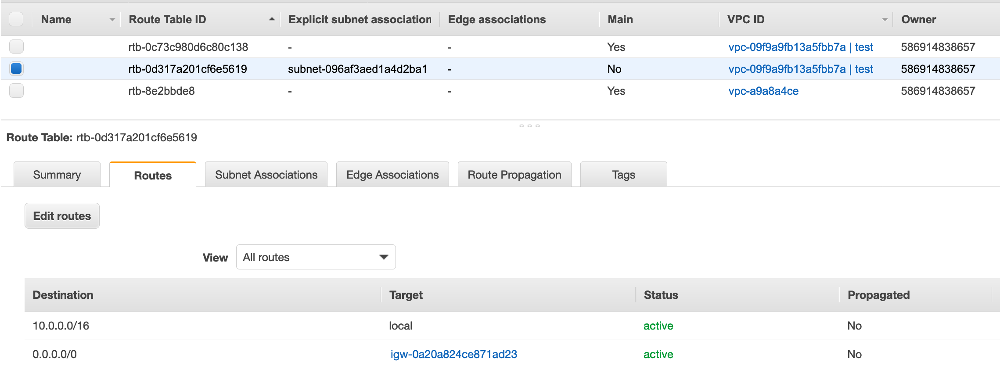 Name Route Table ID Explicit subnet association Edge associations Main VPC ID Owner
rtb-0c73c980d6c80c138 - - Yes vpc-09f9a9fb13a5fbb7a | test 586914838657
rtb-0d317a201cf6e5619 subnet-096af3aed1a4d2ba1 - No vpc-09f9a9fb13a5fbb7a | test 586914838657
rtb-8e2bbde8 - - Yes vpc-a9a8a4ce 586914838657
Route Table: rtb-0d317a201cf6e5619
Summary Routes Subnet Associations Edge Associations Route Propagation Tags
Edit routes
View All routes
Destination Target Status Propagated
10.0.0.0/16 local active No
0.0.0.0/0 igw-0a20a824ce871ad23 active No